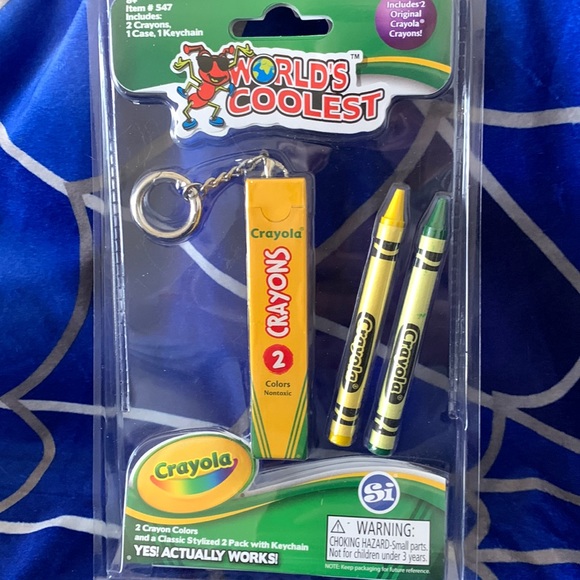 Item # 547
Includes:
2 Crayons,
1 Case, 1 Keychain
Includes 2
Original
Crayola®
Crayons!
WORLD'S™
COOLEST
Crayola®
2 CRAYONS
Colors
Nontoxic
Crayola
Crayola
Crayola
Si
2 Crayon Colors
and a Classic Stylized 2 Pack with Keychain
YES! ACTUALLY WORKS!
WARNING:
CHOKING HAZARD-Small parts.
Not for children under 3 years.
NOTE: Keep packaging for future reference.